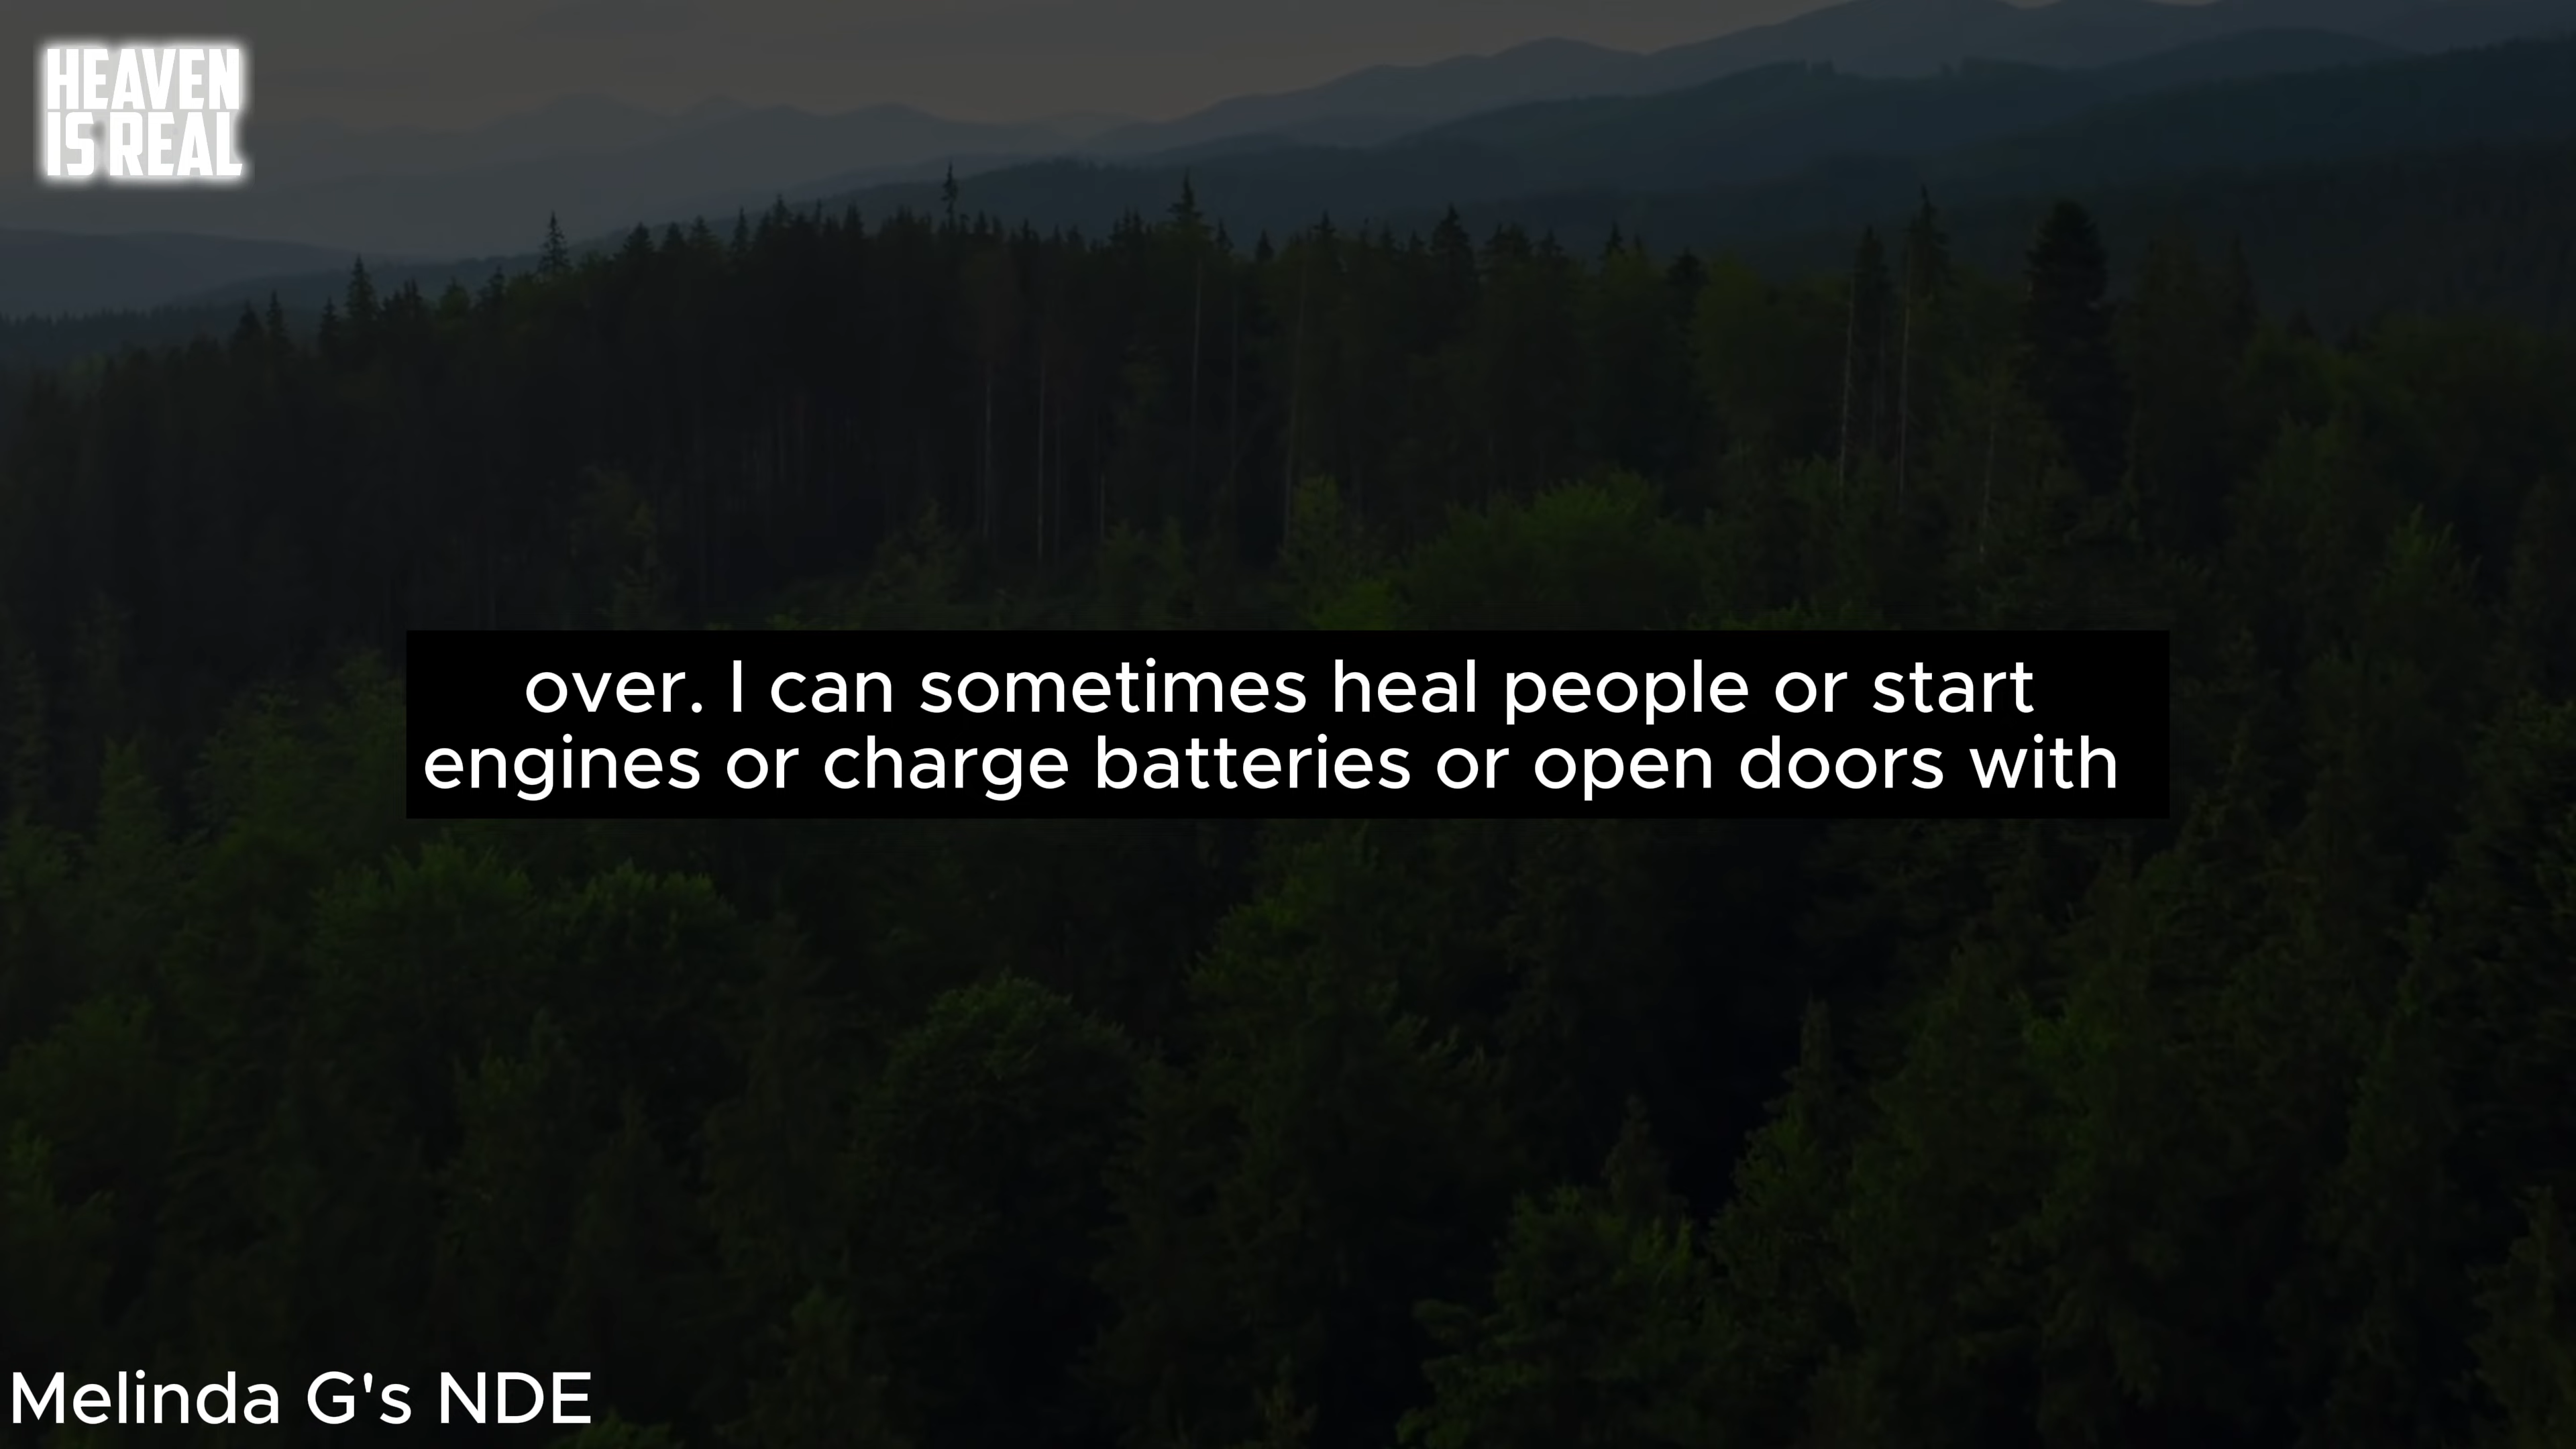 HEAVEN
IS REAL
over. I can sometimes heal people or start
engines or charge batteries or open doors with
Melinda G's NDE